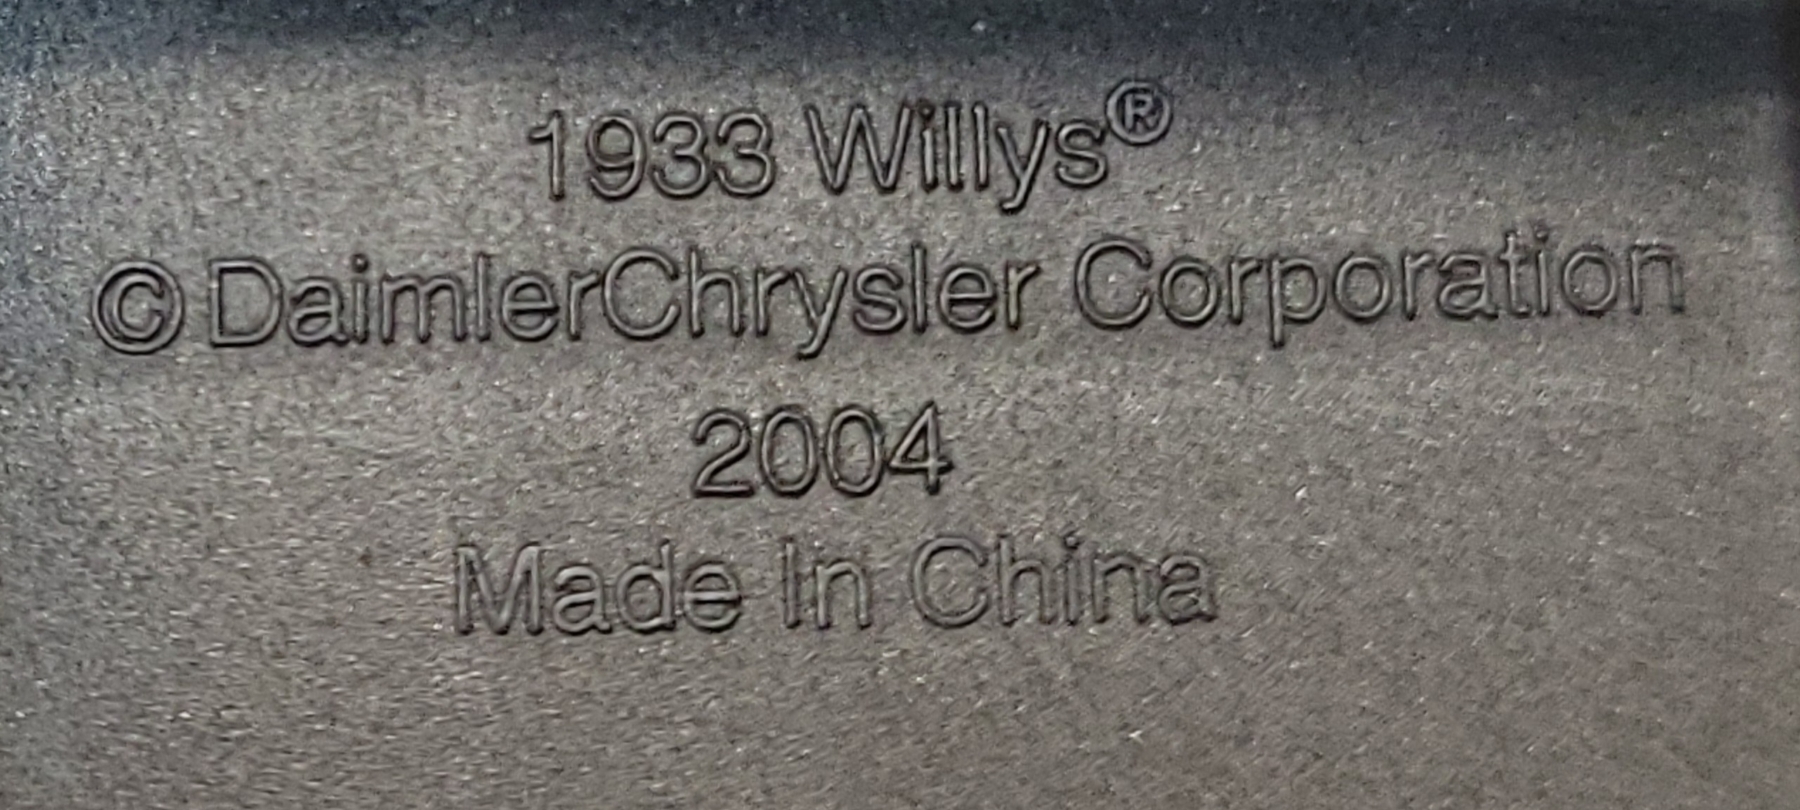 1933 Willys®
© DaimlerChrysler Corporation
2004
Made In China